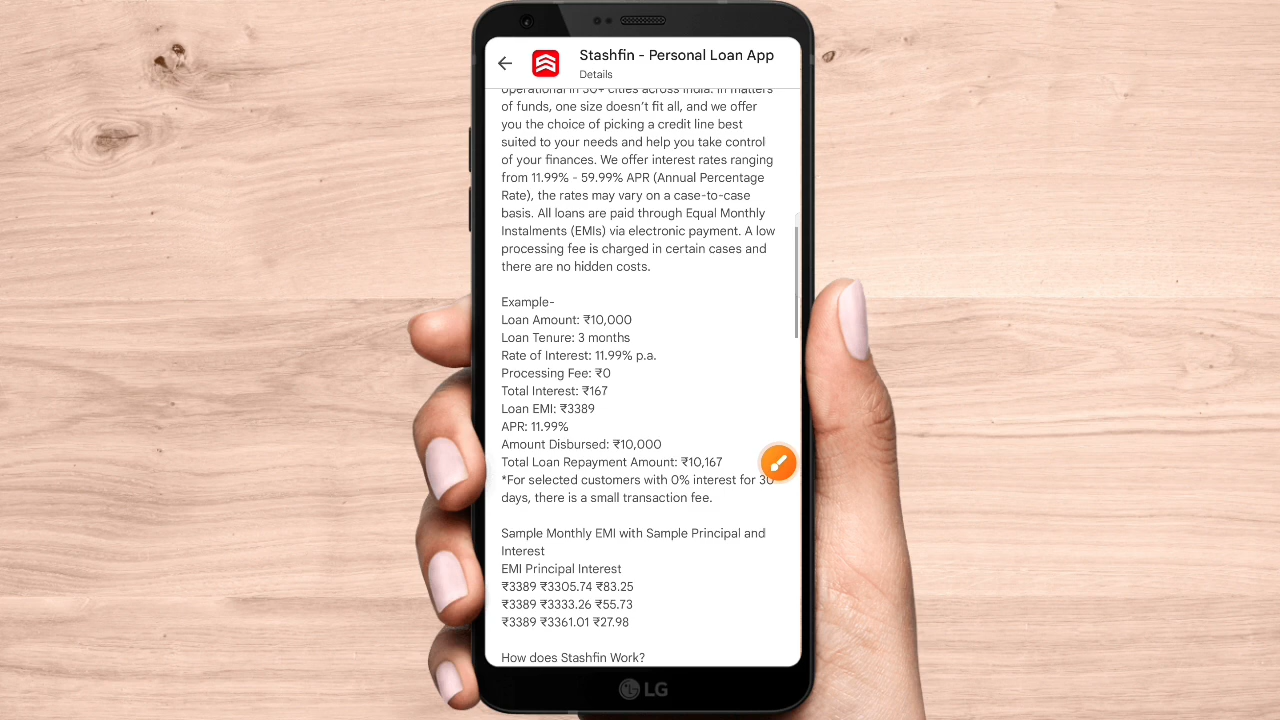 Stashfin - Personal Loan App
Details
operational in 50+ cities across India. In matters
of funds, one size doesn't fit all, and we offer
you the choice of picking a credit line best
suited to your needs and help you take control
of your finances. We offer interest rates ranging
from 11.99% - 59.99% APR (Annual Percentage
Rate), the rates may vary on a case-to-case
basis. All loans are paid through Equal Monthly
Instalments (EMIs) via electronic payment. A low
processing fee is charged in certain cases and
there are no hidden costs.
Example-
Loan Amount: ₹10,000
Loan Tenure: 3 months
Rate of Interest: 11.99% p.a.
Processing Fee: ₹0
Total Interest: ₹167
Loan EMI: ₹3389
APR: 11.99%
Amount Disbursed: ₹10,000
Total Loan Repayment Amount: ₹10,167
*For selected customers with 0% interest for 30
days, there is a small transaction fee.
Sample Monthly EMI with Sample Principal and
Interest
EMI Principal Interest
₹3389 ₹3305.74 ₹83.25
₹3389 ₹3333.26 ₹55.73
₹3389 ₹3361.01 ₹27.98
How does Stashfin Work?
LG